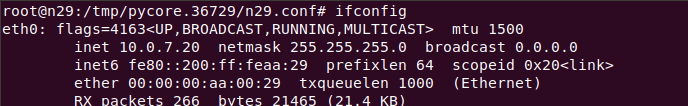 root@n29:/tmp/pycore.36729/n29.conf# ifconfig
eth0: flags=4163<UP,BROADCAST,RUNNING,MULTICAST>  mtu 1500
        inet 10.0.7.20  netmask 255.255.255.0  broadcast 0.0.0.0
        inet6 fe80::200:ff:feaa:29  prefixlen 64  scopeid 0x20<link>
        ether 00:00:00:aa:00:29  txqueuelen 1000  (Ethernet)
        RX packets 266  bytes 21465 (21.4 KB)